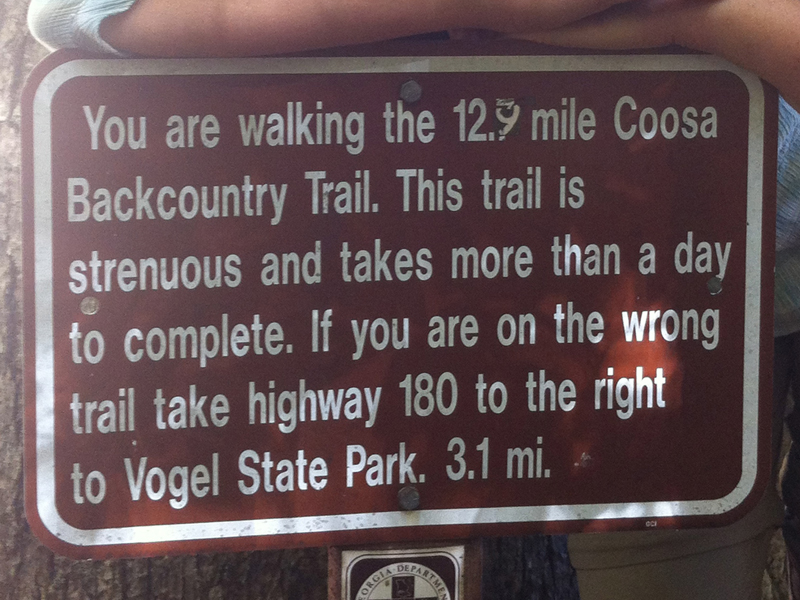 You are walking the 12.9 mile Coosa
Backcountry Trail. This trail is
strenuous and takes more than a day
to complete. If you are on the wrong
trail take highway 180 to the right
to Vogel State Park. 3.1 mi.